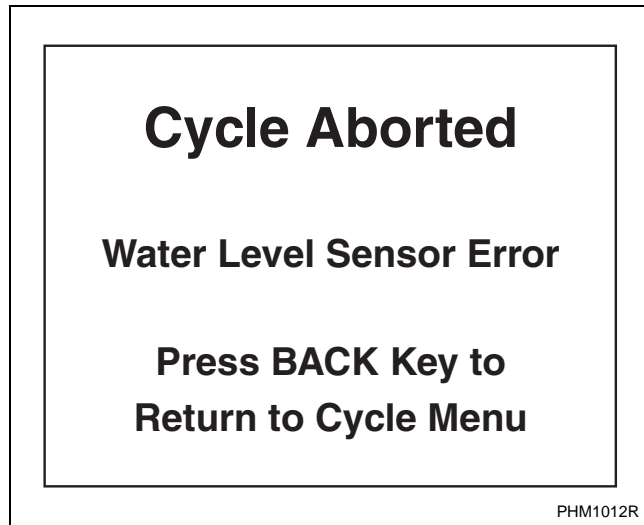 Cycle Aborted
Water Level Sensor Error
Press BACK Key to
Return to Cycle Menu
PHM1012R